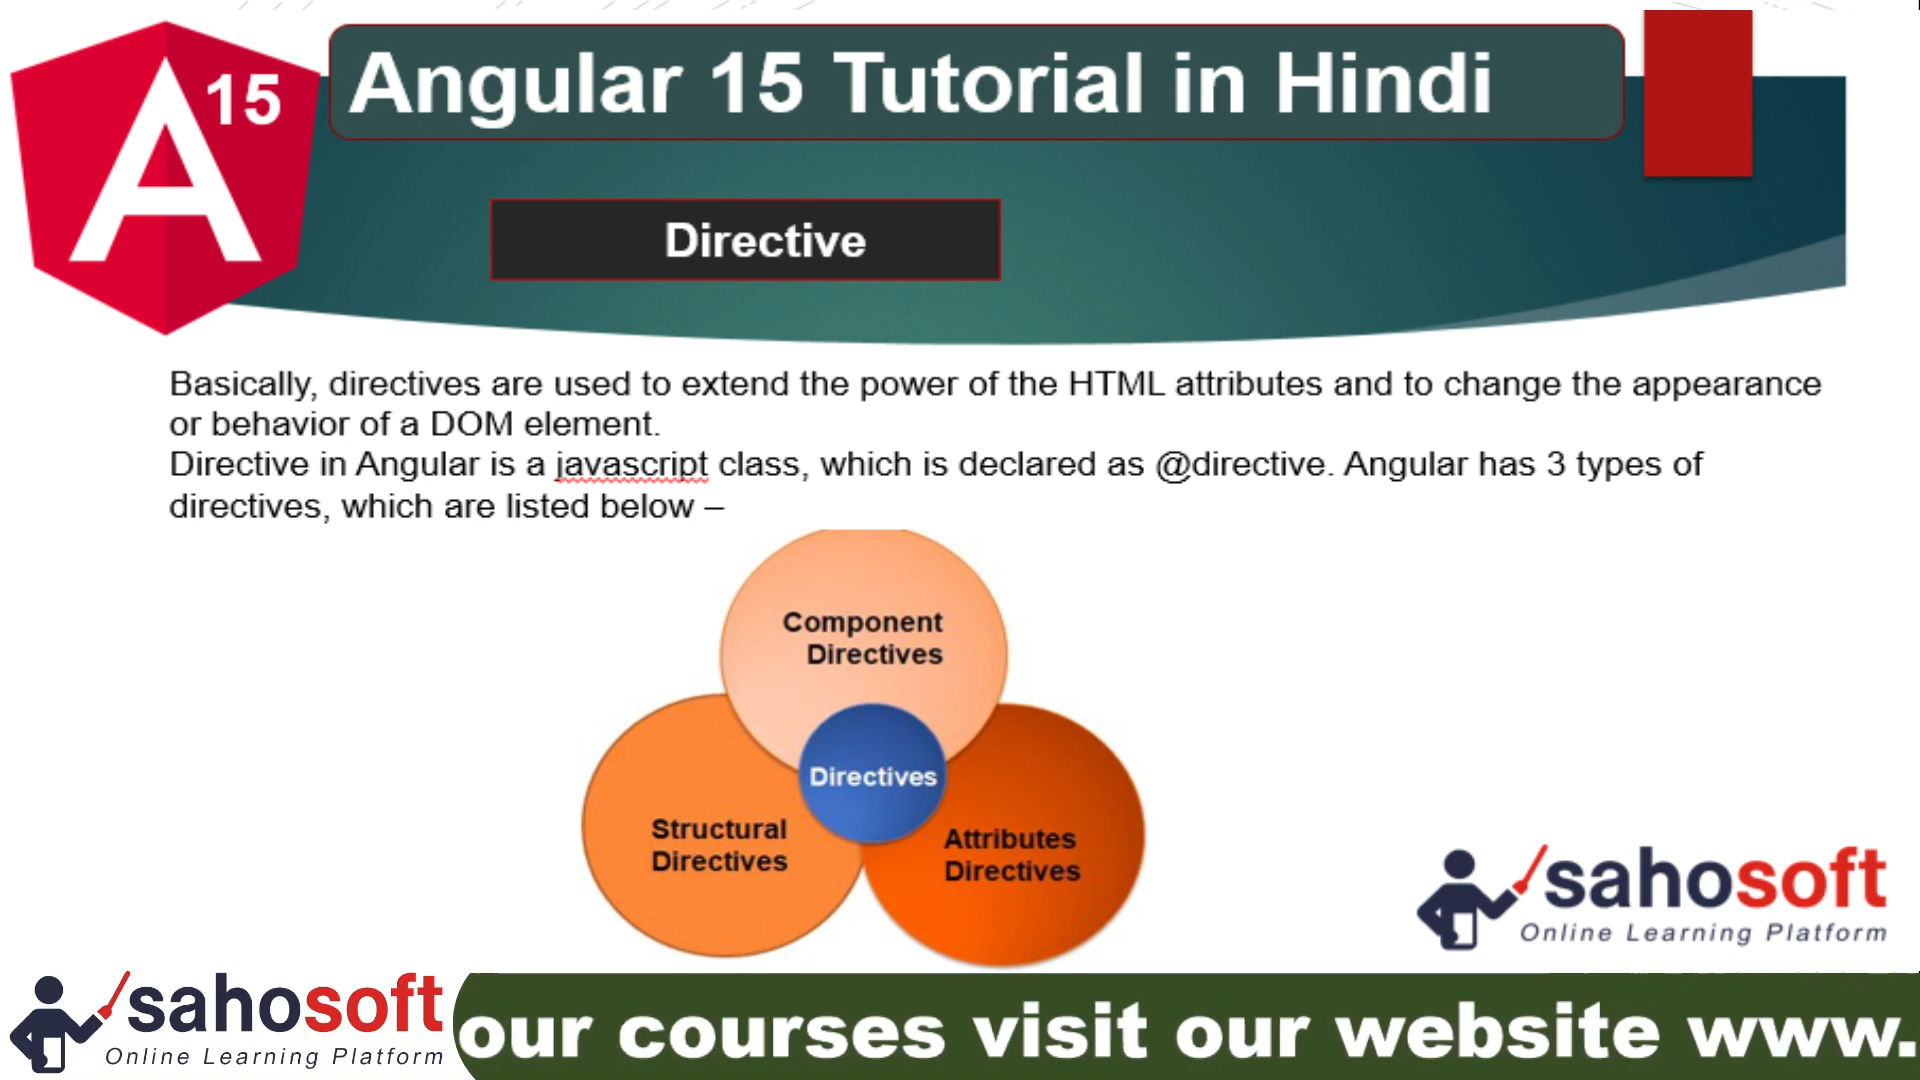 Angular 15 Tutorial in Hindi
A 15
Directive
Basically, directives are used to extend the power of the HTML attributes and to change the appearance
or behavior of a DOM element.
Directive in Angular is a javascript class, which is declared as @directive. Angular has 3 types of
directives, which are listed below –
Component
Directives
Directives
Structural
Directives
Attributes
Directives
sahosoft
Online Learning Platform
sahosoft
Online Learning Platform
our courses visit our website www.